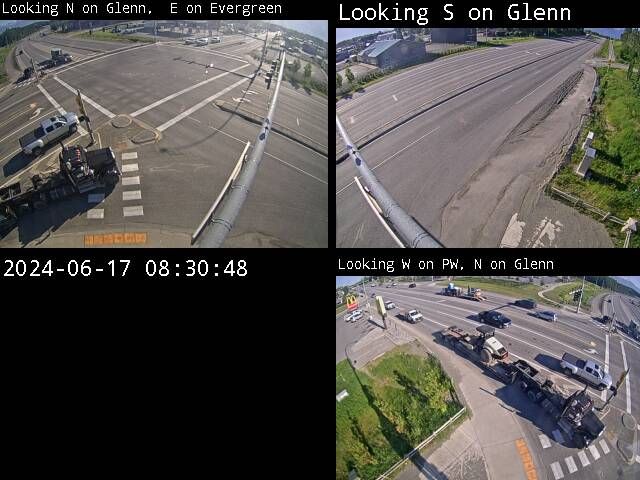 Looking N on Glenn,  E on Evergreen
Looking S on Glenn
2024-06-17 08:30:48
Looking W on PW, N on Glenn